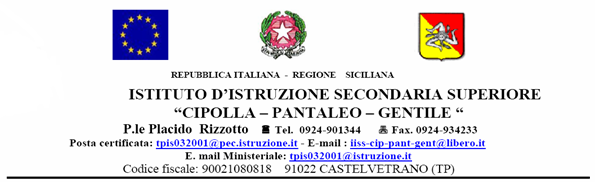 REPUBBLICA ITALIANA - REGIONE SICILIANA
ISTITUTO D'ISTRUZIONE SECONDARIA SUPERIORE
“CIPOLLA – PANTALEO – GENTILE “
P.le Placido Rizzotto ☎ Tel. 0924-901344 🖷 Fax. 0924-934233
Posta certificata: tpis032001@pec.istruzione.it - E-mail : iiss-cip-pant-gent@libero.it
E. mail Ministeriale: tpis032001@istruzione.it
Codice fiscale: 90021080818 91022 CASTELVETRANO (TP)